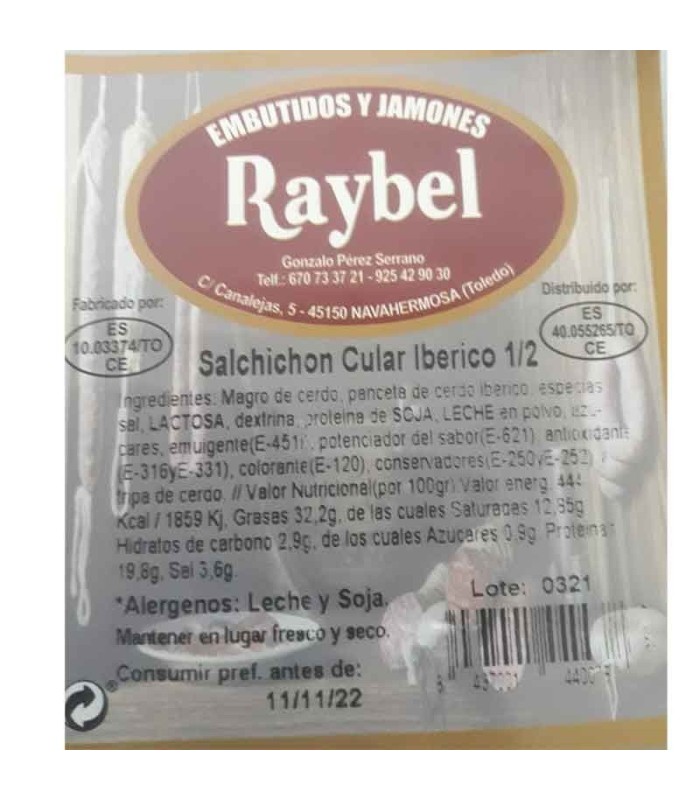 EMBUTIDOS Y JAMONES
Raybel
Gonzalo Pérez Serrano
Telf.: 670 73 37 21 - 925 42 90 30
C/ Canalejas, 5 - 45150 NAVAHERMOSA (Toledo)
Fabricado por:
ES
10.03374/TO
CE
Distribuido por:
ES
40.055265/TO
CE
Salchichon Cular Iberico 1/2
Ingredientes: Magro de cerdo, panceta de cerdo iberico, especias
sal, LACTOSA, dextrina, proteina de SOJA, LECHE en polvo, azu-
cares, emulgente(E-451i), potenciador del sabor(E-621), antioxidante
(E-316yE-331), colorante(E-120), conservadores(E-250yE-252) y
tripa de cerdo. // Valor Nutricional(por 100gr) Valor energ. 444
Kcal / 1859 Kj, Grasas 32,2g, de las cuales Saturadas 12,95g
Hidratos de carbono 2,9g, de los cuales Azucares 0,9g Proteinas
19,8g, Sal 3,6g.
*Alergenos: Leche y Soja.
Lote: 0321
Mantener en lugar fresco y seco.
Consumir pref. antes de:
11/11/22